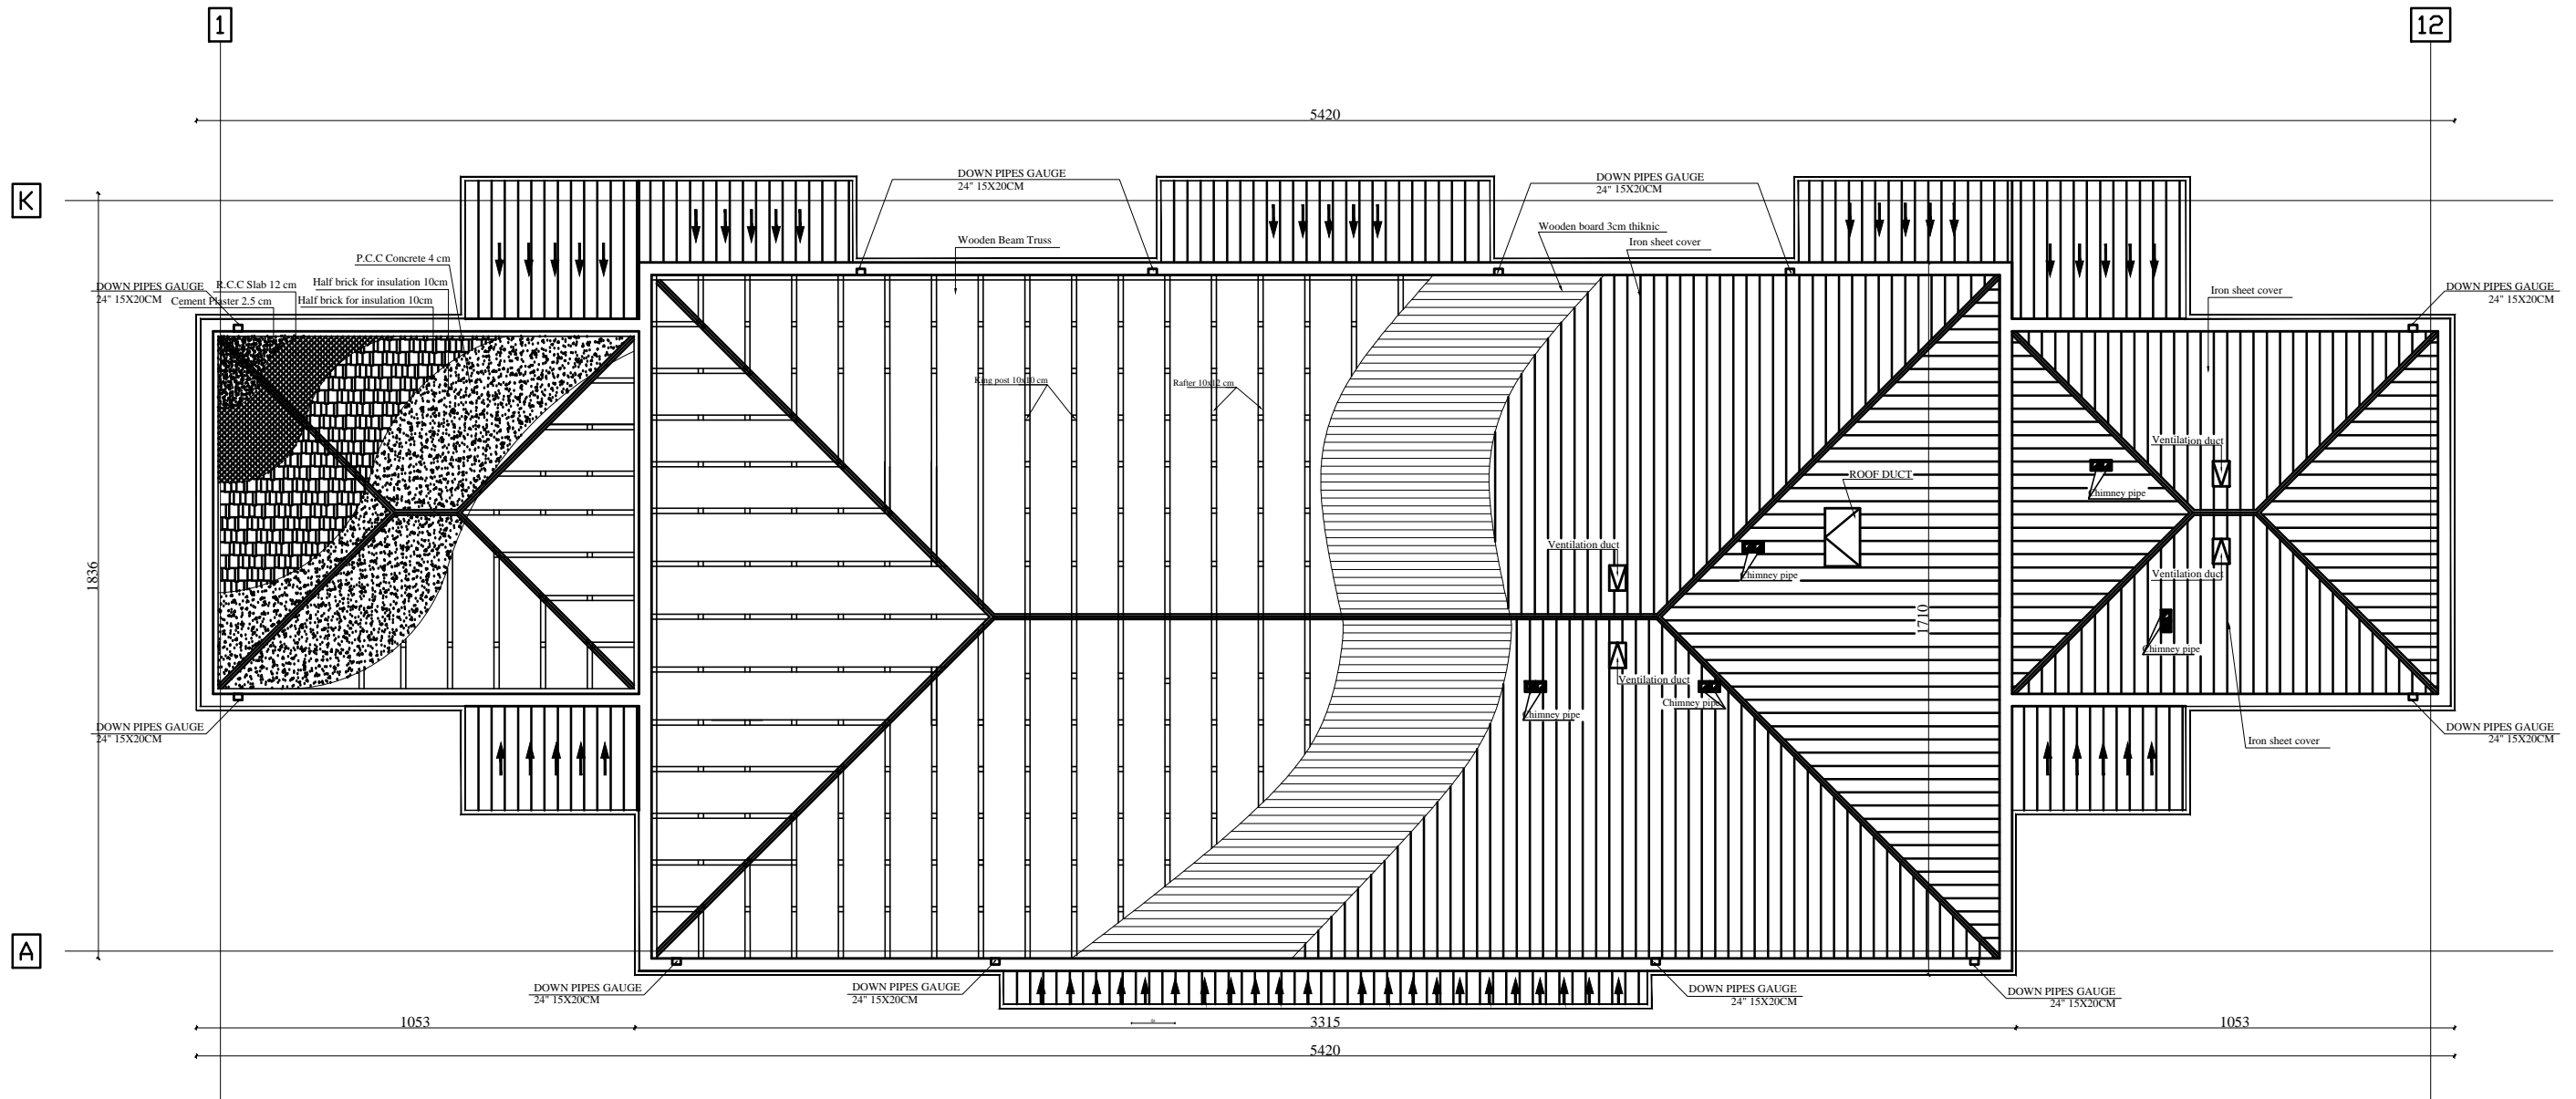 1
12
5420
K
DOWN PIPES GAUGE
24" 15X20CM
DOWN PIPES GAUGE
24" 15X20CM
Wooden Beam Truss
Wooden board 3cm thiknic
Iron sheet cover
P.C.C Concrete 4 cm
Half brick for insulation 10cm
R.C.C Slab 12 cm
DOWN PIPES GAUGE
24" 15X20CM
Cement Plaster 2.5 cm
Half brick for insulation 10cm
Iron sheet cover
DOWN PIPES GAUGE
24" 15X20CM
King post 10x10 cm
Rafter 10x12 cm
Ventilation duct
Chimney pipe
ROOF DUCT
Ventilation duct
Chimney pipe
Ventilation duct
1836
1710
Chimney pipe
Ventilation duct
Chimney pipe
Chimney pipe
DOWN PIPES GAUGE
24" 15X20CM
Iron sheet cover
DOWN PIPES GAUGE
24" 15X20CM
A
DOWN PIPES GAUGE
24" 15X20CM
DOWN PIPES GAUGE
24" 15X20CM
DOWN PIPES GAUGE
24" 15X20CM
DOWN PIPES GAUGE
24" 15X20CM
1053
3315
1053
5420